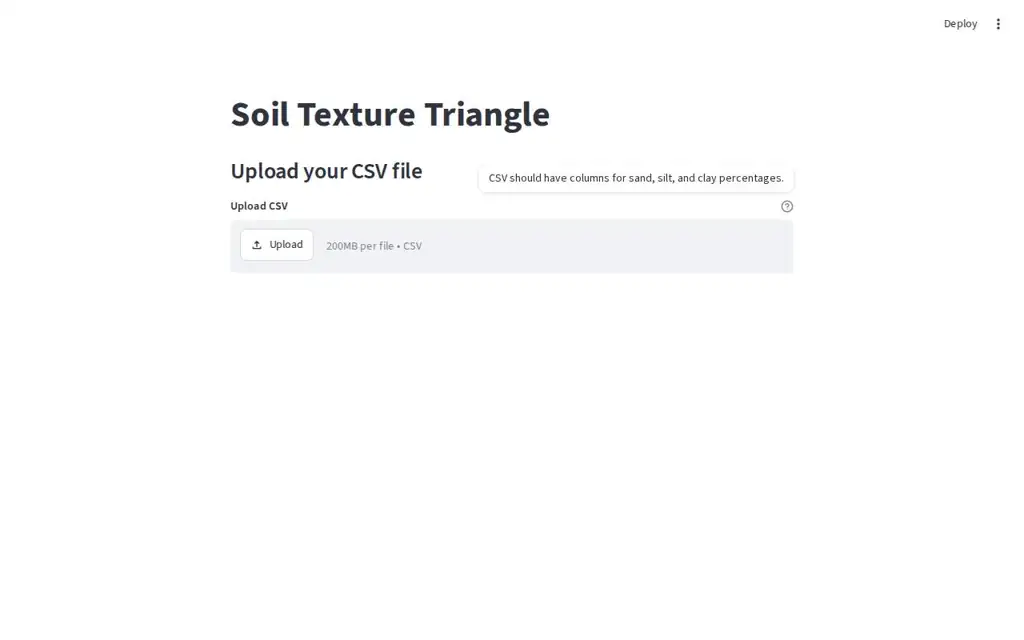 Deploy
Soil Texture Triangle
Upload your CSV file
CSV should have columns for sand, silt, and clay percentages.
Upload CSV
Upload
200MB per file • CSV